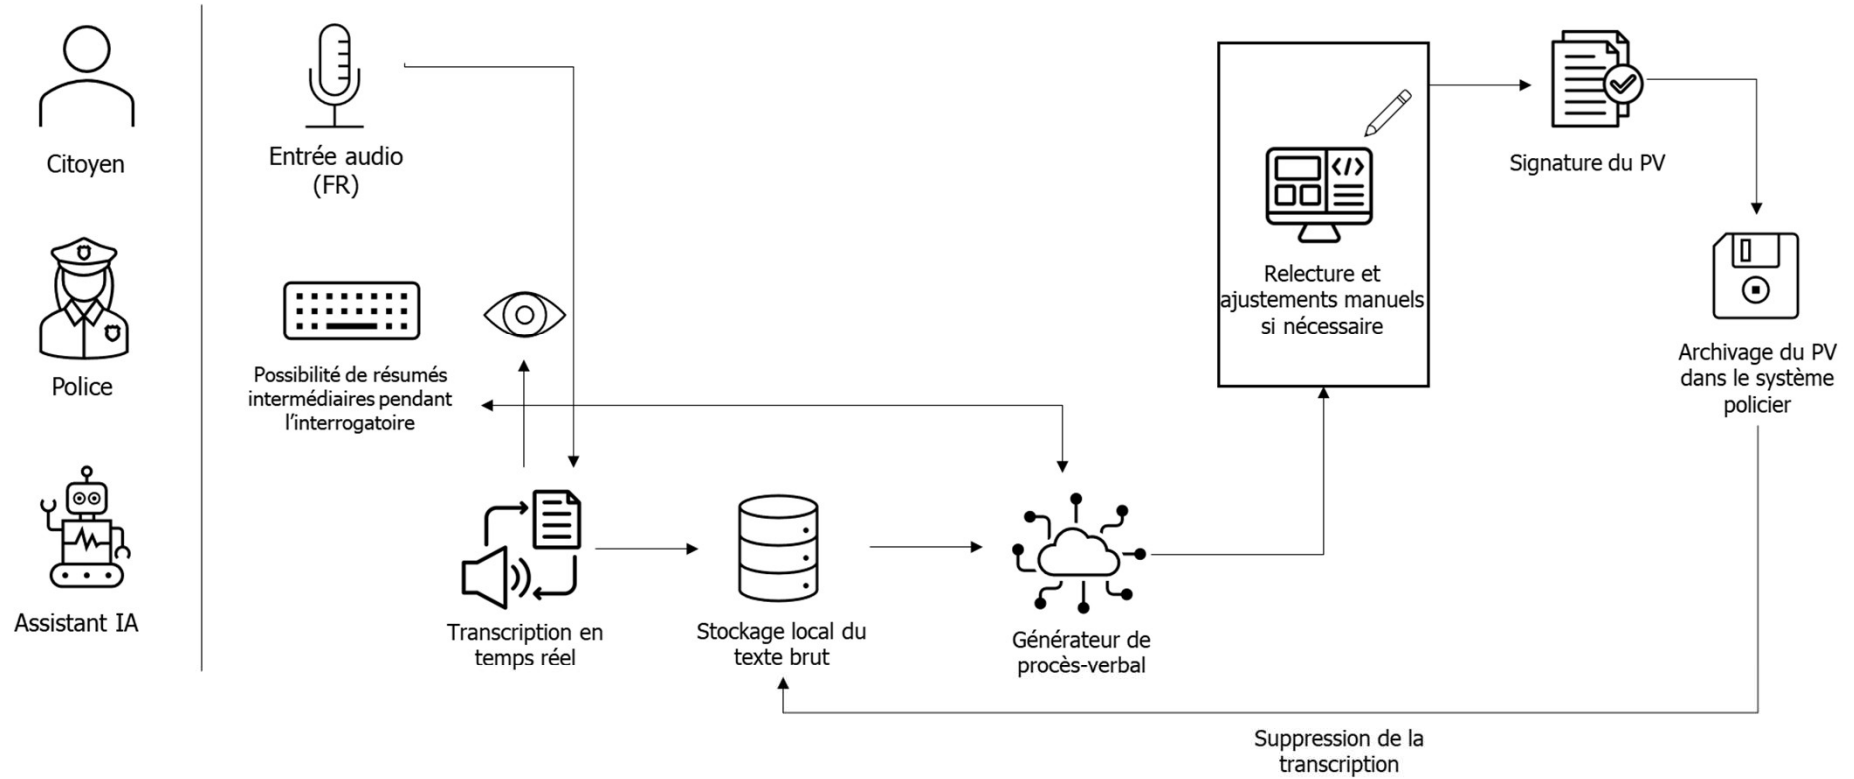 Citoyen
Police
Assistant IA
Entrée audio
(FR)
Possibilité de résumés
intermédiaires pendant
l'interrogatoire
Transcription en
temps réel
Stockage local du
texte brut
Générateur de
procès-verbal
Relecture et
ajustements manuels
si nécessaire
Signature du PV
Archivage du PV
dans le système
policier
Suppression de la
transcription